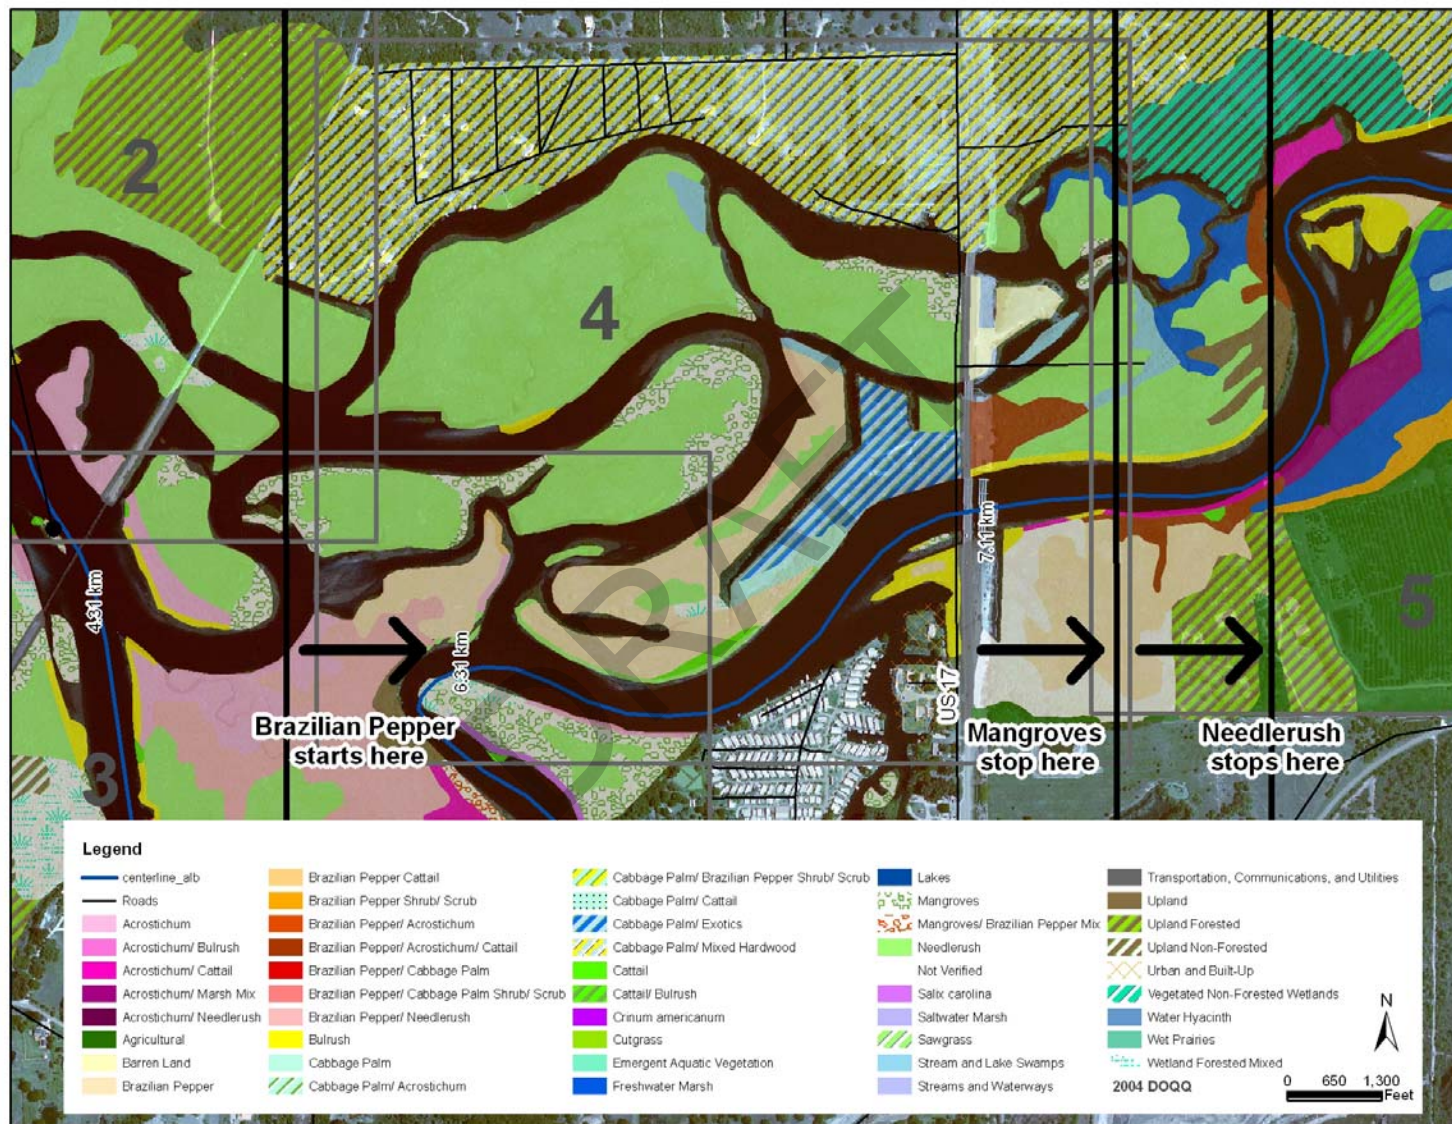 2
4
4.31 km
6.31 km
7.11 km
US 17
5
3
DRAFT
Brazilian Pepper
starts here
Mangroves
stop here
Needlerush
stops here
Legend
centerline_alb
Roads
Acrostichum
Acrostichum/ Bulrush
Acrostichum/ Cattail
Acrostichum/ Marsh Mix
Acrostichum/ Needlerush
Agricultural
Barren Land
Brazilian Pepper
Brazilian Pepper Cattail
Brazilian Pepper Shrub/ Scrub
Brazilian Pepper/ Acrostichum
Brazilian Pepper/ Acrostichum/ Cattail
Brazilian Pepper/ Cabbage Palm
Brazilian Pepper/ Cabbage Palm Shrub/ Scrub
Brazilian Pepper/ Needlerush
Bulrush
Cabbage Palm
Cabbage Palm/ Acrostichum
Cabbage Palm/ Brazilian Pepper Shrub/ Scrub
Cabbage Palm/ Cattail
Cabbage Palm/ Exotics
Cabbage Palm/ Mixed Hardwood
Cattail
Cattail/ Bulrush
Crinum americanum
Cutgrass
Emergent Aquatic Vegetation
Freshwater Marsh
Lakes
Mangroves
Mangroves/ Brazilian Pepper Mix
Needlerush
Not Verified
Salix carolina
Saltwater Marsh
Sawgrass
Stream and Lake Swamps
Streams and Waterways
Transportation, Communications, and Utilities
Upland
Upland Forested
Upland Non-Forested
Urban and Built-Up
Vegetated Non-Forested Wetlands
Water Hyacinth
Wet Prairies
Wetland Forested Mixed
2004 DOQQ
N
0 650 1,300
Feet